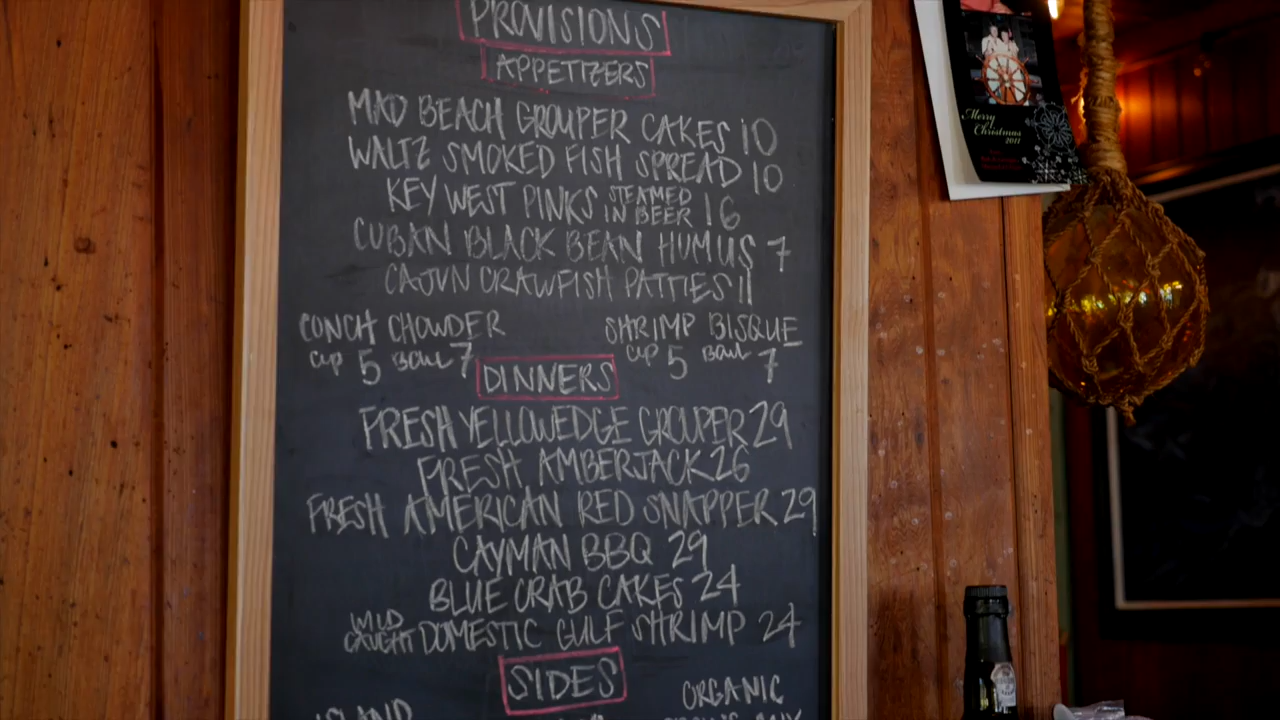 PROVISIONS
APPETIZERS
MAD BEACH GROUPER CAKES 10
WALTZ SMOKED FISH SPREAD 10
KEY WEST PINKS STEAMED IN BEER 16
CUBAN BLACK BEAN HUMUS 7
CAJUN CRAWFISH PATTIES 11
CONCH CHOWDER SHRIMP BISQUE
cup 5 BOWL 7 cup 5 BOWL 7
DINNERS
FRESH YELLOWEDGE GROUPER 29
FRESH AMBERJACK 26
FRESH AMERICAN RED SNAPPER 29
CAYMAN BBQ 29
BLUE CRAB CAKES 24
WILD CAUGHT DOMESTIC GULF SHRIMP 24
SIDES
ISLAND ORGANIC
Merry
Christmas
2011